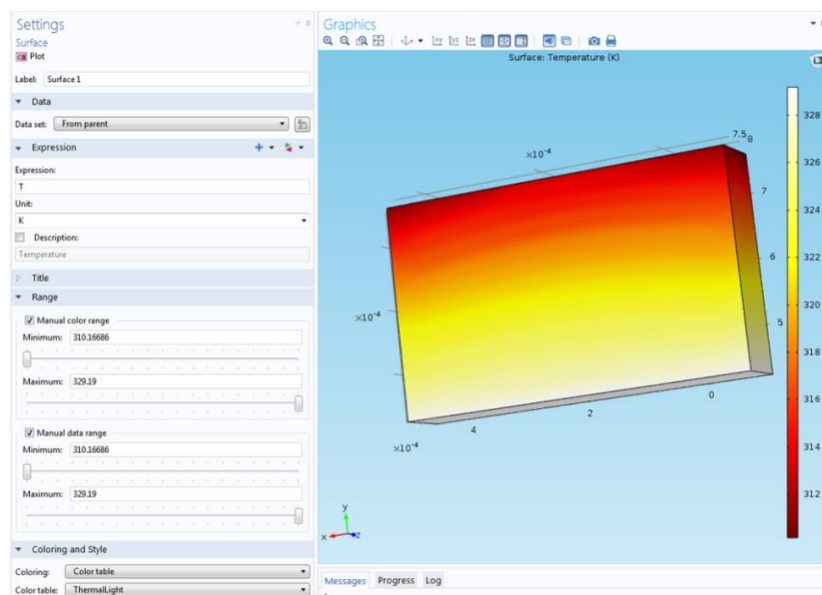 Settings
Surface
Plot
Label: Surface 1
Data
Data set: From parent
Expression
Expression:
T
Unit:
K
Description:
Temperature
Title
Range
Manual color range
Minimum: 310.16686
Maximum: 329.19
Manual data range
Minimum: 310.16686
Maximum: 329.19
Coloring and Style
Coloring: Color table
Color table: ThermalLight
Graphics
Surface: Temperature (K)
×10⁻⁴
7.5
8
7
6
5
×10⁻⁴
4
2
0
×10⁻⁴
328
326
324
322
320
318
316
314
312
y
x
z
Messages Progress Log